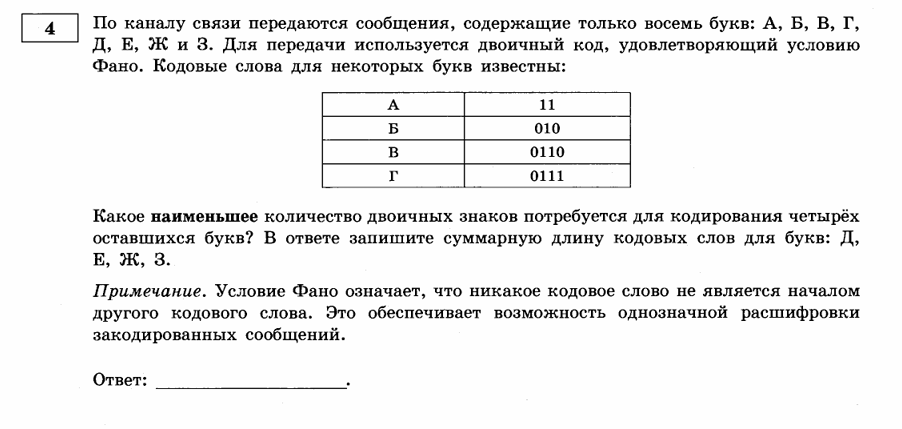 4
По каналу связи передаются сообщения, содержащие только восемь букв: А, Б, В, Г,
Д, Е, Ж и З. Для передачи используется двоичный код, удовлетворяющий условию
Фано. Кодовые слова для некоторых букв известны:
А 11
Б 010
В 0110
Г 0111
Какое наименьшее количество двоичных знаков потребуется для кодирования четырёх
оставшихся букв? В ответе запишите суммарную длину кодовых слов для букв: Д,
Е, Ж, З.
Примечание. Условие Фано означает, что никакое кодовое слово не является началом
другого кодового слова. Это обеспечивает возможность однозначной расшифровки
закодированных сообщений.
Ответ: ____________________.